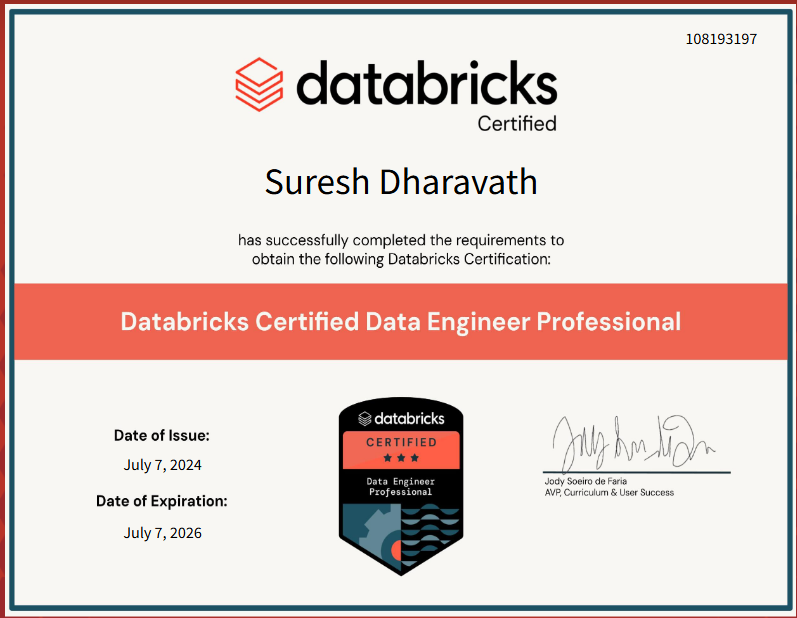 108193197
databricks
Certified
Suresh Dharavath
has successfully completed the requirements to
obtain the following Databricks Certification:
Databricks Certified Data Engineer Professional
Date of Issue:
July 7, 2024
Date of Expiration:
July 7, 2026
databricks
CERTIFIED
Data Engineer
Professional
Jody Soeiro de Faria
AVP, Curriculum & User Success